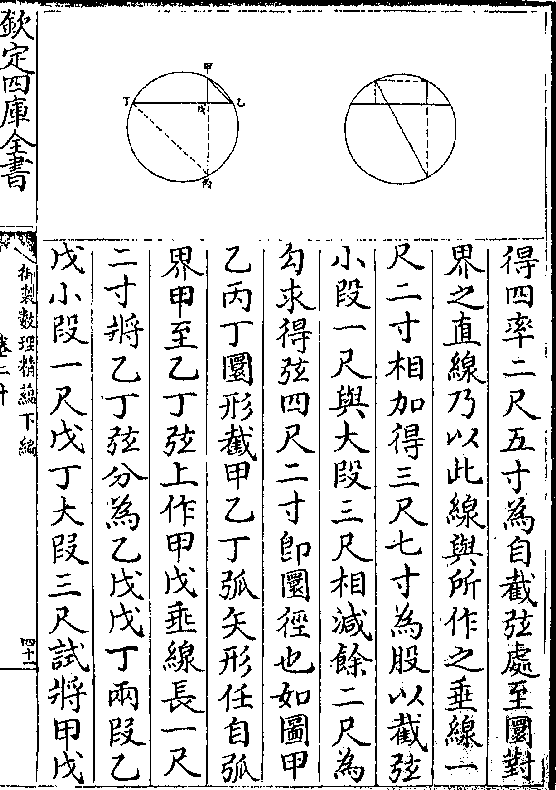 得四率二尺五寸為自截弦處至圜對
界之直線乃以此線與所作之垂線一
尺二寸相加得三尺七寸為股以截弦
小段一尺與大段三尺相減餘二尺為
勾求得弦四尺二寸卽圜徑也如圖甲
乙丙丁圜形截甲乙丁弧矢形任自弧
界甲至乙丁弦上作甲戊垂線長一尺
二寸將乙丁弦分為乙戊戊丁兩段乙
戊小段一尺戊丁大段三尺試將甲戊
甲
乙
戊
丁
丙
欽定四庫全書
御製數理精蘊下編
卷二十
四十一